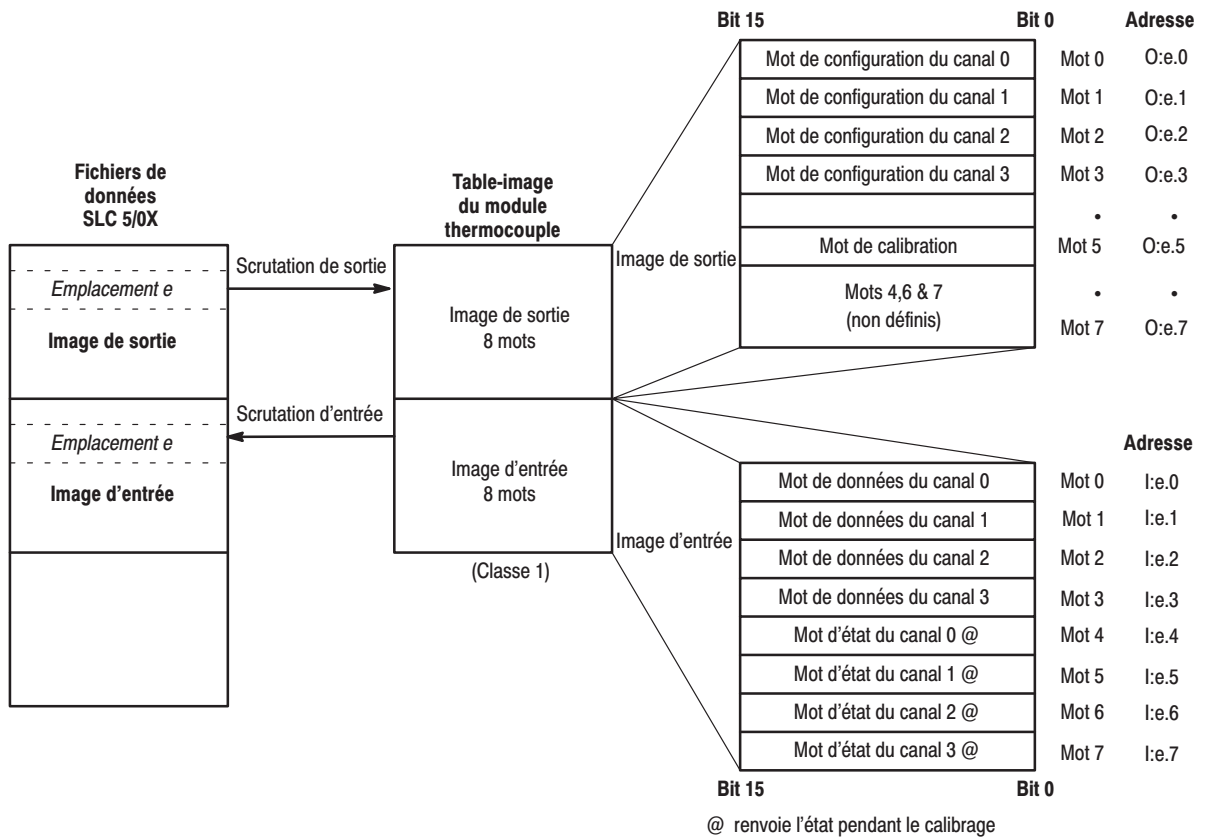 Bit 15 Bit 0 Adresse
Mot de configuration du canal 0 Mot 0 O:e.0
Mot de configuration du canal 1 Mot 1 O:e.1
Mot de configuration du canal 2 Mot 2 O:e.2
Mot de configuration du canal 3 Mot 3 O:e.3
• •
Mot de calibration Mot 5 O:e.5
Mots 4,6 & 7 • •
(non définis)
Mot 7 O:e.7
Fichiers de
données
SLC 5/0X
Emplacement e
Image de sortie
Emplacement e
Image d'entrée
Scrutation de sortie
Scrutation d'entrée
Table-image
du module
thermocouple
Image de sortie
8 mots
Image d'entrée
8 mots
(Classe 1)
Image de sortie
Image d'entrée
Adresse
Mot de données du canal 0 Mot 0 I:e.0
Mot de données du canal 1 Mot 1 I:e.1
Mot de données du canal 2 Mot 2 I:e.2
Mot de données du canal 3 Mot 3 I:e.3
Mot d'état du canal 0 @ Mot 4 I:e.4
Mot d'état du canal 1 @ Mot 5 I:e.5
Mot d'état du canal 2 @ Mot 6 I:e.6
Mot d'état du canal 3 @ Mot 7 I:e.7
Bit 15 Bit 0
@ renvoie l'état pendant le calibrage